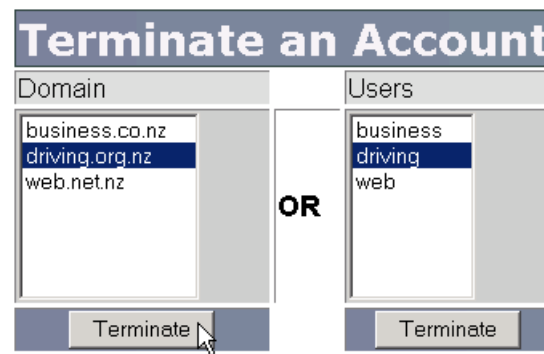 Terminate an Account
Domain
Users
business.co.nz
driving.org.nz
web.net.nz
OR
business
driving
web
Terminate
Terminate